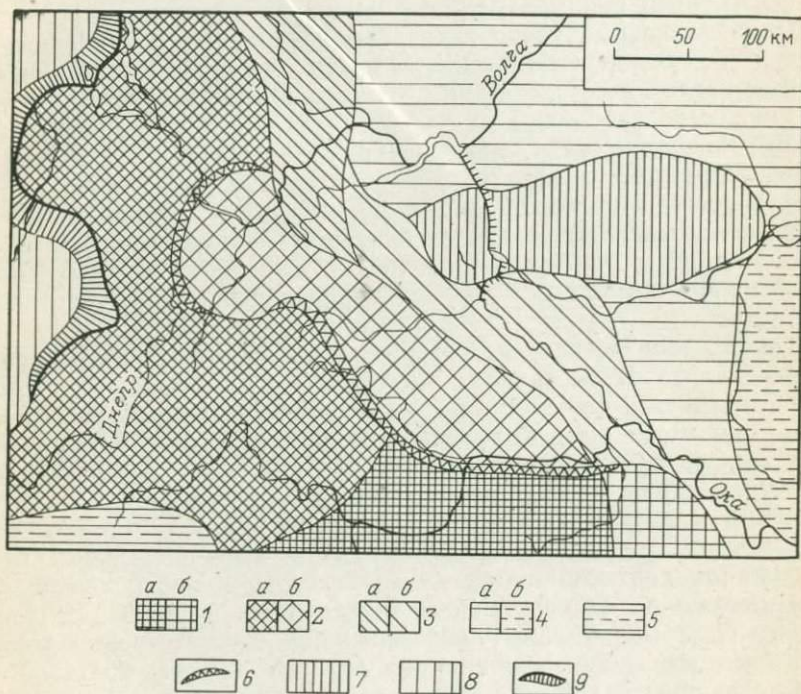 0 50 100 км
Волга
Днепр
Ока
а б 1 а б 2 а б 3 а б 4 5
6 7 8 9